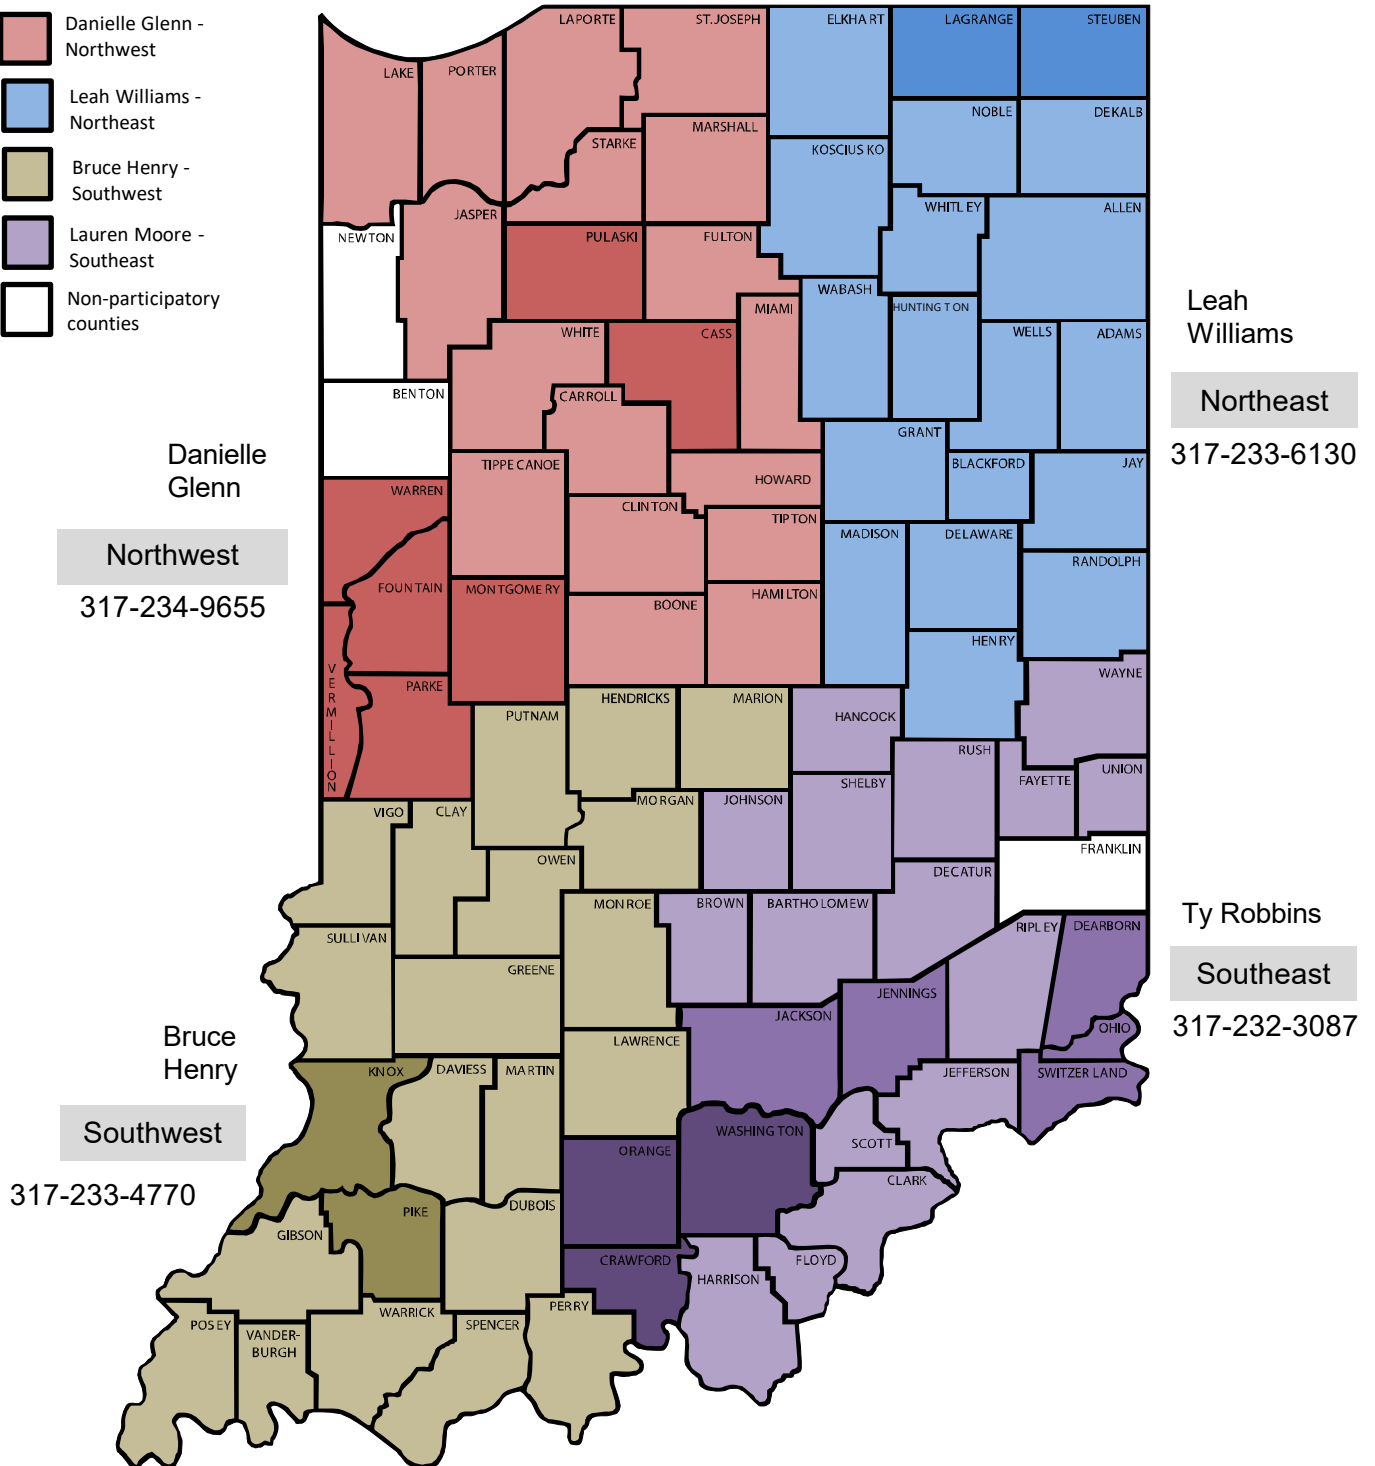 Danielle Glenn -
Northwest
Leah Williams -
Northeast
Bruce Henry -
Southwest
Lauren Moore -
Southeast
Non-participatory
counties
LAPORTE
ST.JOSEPH
ELKHART
LAGRANGE
STEUBEN
LAKE
PORTER
NOBLE
DEKALB
MARSHALL
STARKE
KOSCIUSKO
JASPER
WHITLEY
ALLEN
NEWTON
PULASKI
FULTON
WABASH
MIAMI
HUNTINGTON
WHITE
CASS
WELLS
ADAMS
BENTON
CARROLL
GRANT
TIPPECANOE
BLACKFORD
JAY
WARREN
HOWARD
CLINTON
TIPTON
MADISON
DELAWARE
RANDOLPH
FOUNTAIN
MONTGOMERY
BOONE
HAMILTON
HENRY
VERMILLION
PARKE
WAYNE
PUTNAM
HENDRICKS
MARION
HANCOCK
RUSH
FAYETTE
UNION
SHELBY
VIGO
CLAY
MORGAN
JOHNSON
FRANKLIN
OWEN
DECATUR
MONROE
BROWN
BARTHOLOMEW
RIPLEY
DEARBORN
SULLIVAN
GREENE
JENNINGS
JACKSON
OHIO
LAWRENCE
KNOX
DAVIESS
MARTIN
JEFFERSON
SWITZERLAND
WASHINGTON
ORANGE
SCOTT
CLARK
PIKE
DUBOIS
GIBSON
CRAWFORD
FLOYD
HARRISON
PERRY
POSEY
WARRICK
SPENCER
VANDER-
BURGH
Leah
Williams
Northeast
317-233-6130
Danielle
Glenn
Northwest
317-234-9655
Ty Robbins
Southeast
317-232-3087
Bruce
Henry
Southwest
317-233-4770